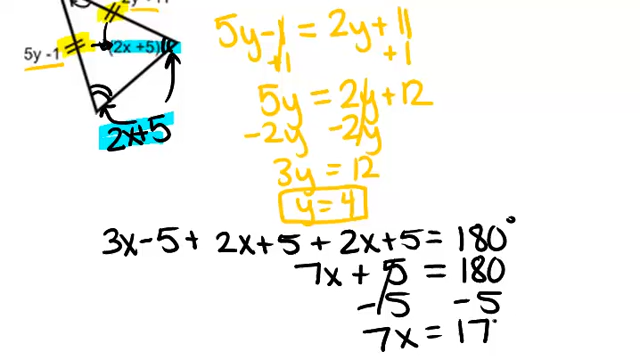 5y -1
(2x +5)
2x+5
5y-1 = 2y+11
+1 +1
5y = 2y+12
-2y -2y
3y = 12
y = 4
3x-5+ 2x+5 + 2x+5 = 180°
7x + 5 = 180
-5 -5
7x = 17